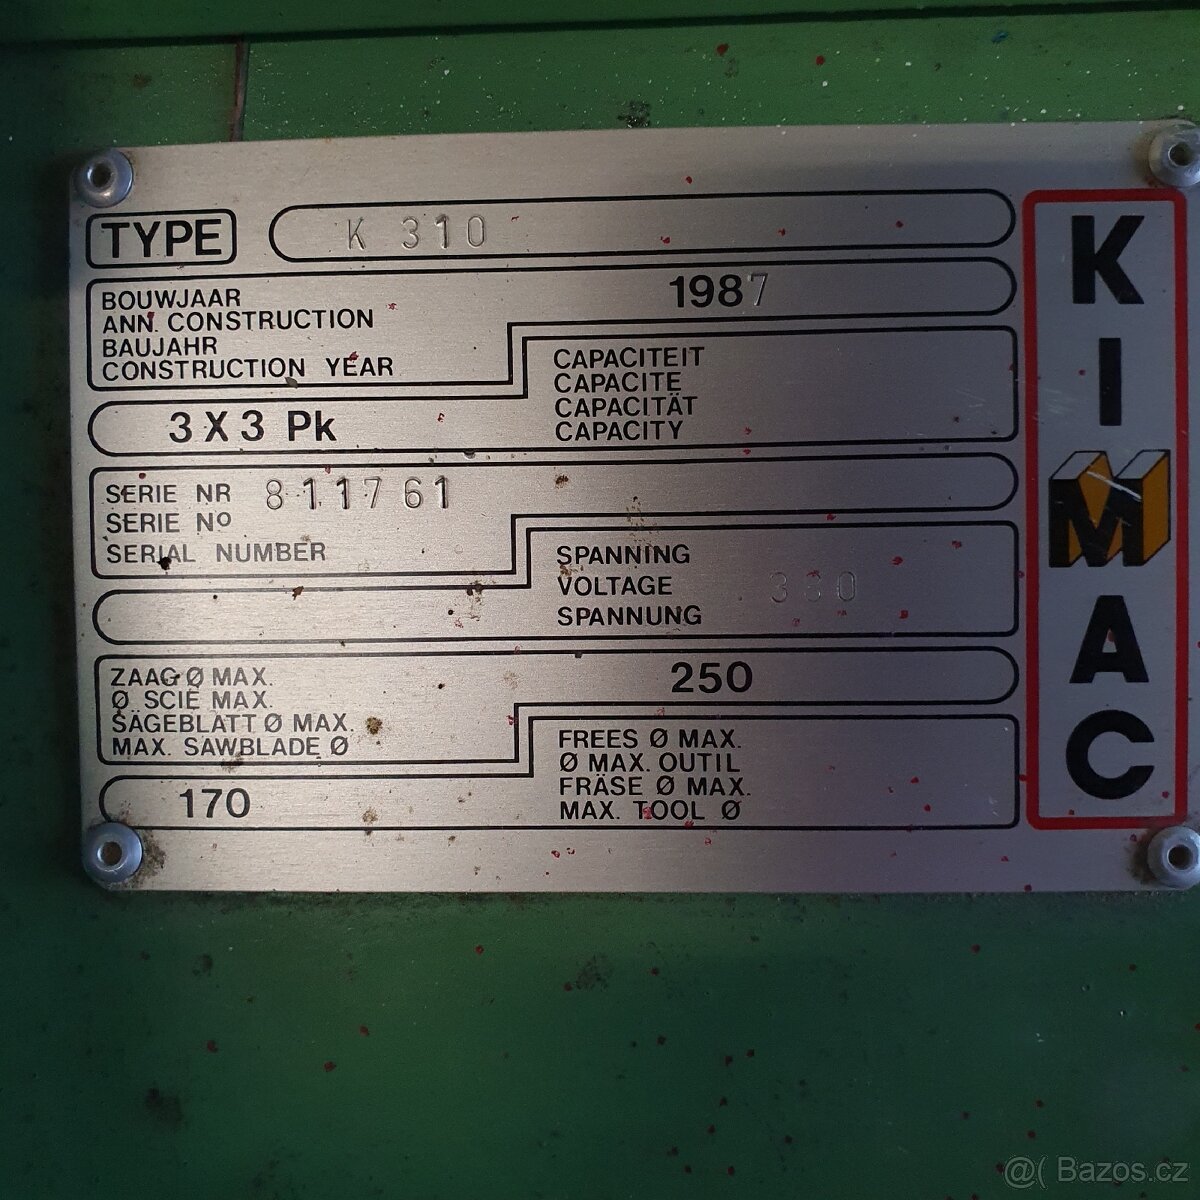 TYPE K 310
BOUWJAAR
ANN. CONSTRUCTION
BAUJAHR
CONSTRUCTION YEAR
1987
CAPACITEIT
CAPACITE
CAPACITÄT
CAPACITY
3 X 3 Pk
SERIE NR 811761
SERIE Nº
SERIAL NUMBER
SPANNING
VOLTAGE
SPANNUNG
ZAAG Ø MAX.
Ø SCIE MAX.
SÄGEBLATT Ø MAX.
MAX. SAWBLADE Ø
250
FREES Ø MAX.
Ø MAX. OUTIL
FRÄSE Ø MAX.
MAX. TOOL Ø
170
KIMAC
@( Bazos.cz